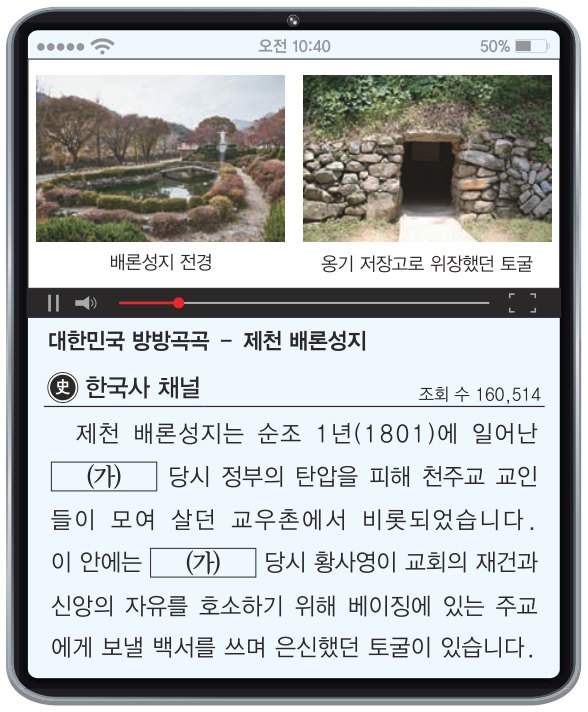 오전 10:40
50%
배론성지 전경
옹기 저장고로 위장했던 토굴
대한민국 방방곡곡 - 제천 배론성지
史 한국사 채널
조회 수 160,514
제천 배론성지는 순조 1년(1801)에 일어난
(가) 당시 정부의 탄압을 피해 천주교 교인
들이 모여 살던 교우촌에서 비롯되었습니다.
이 안에는 (가) 당시 황사영이 교회의 재건과
신앙의 자유를 호소하기 위해 베이징에 있는 주교
에게 보낼 백서를 쓰며 은신했던 토굴이 있습니다.